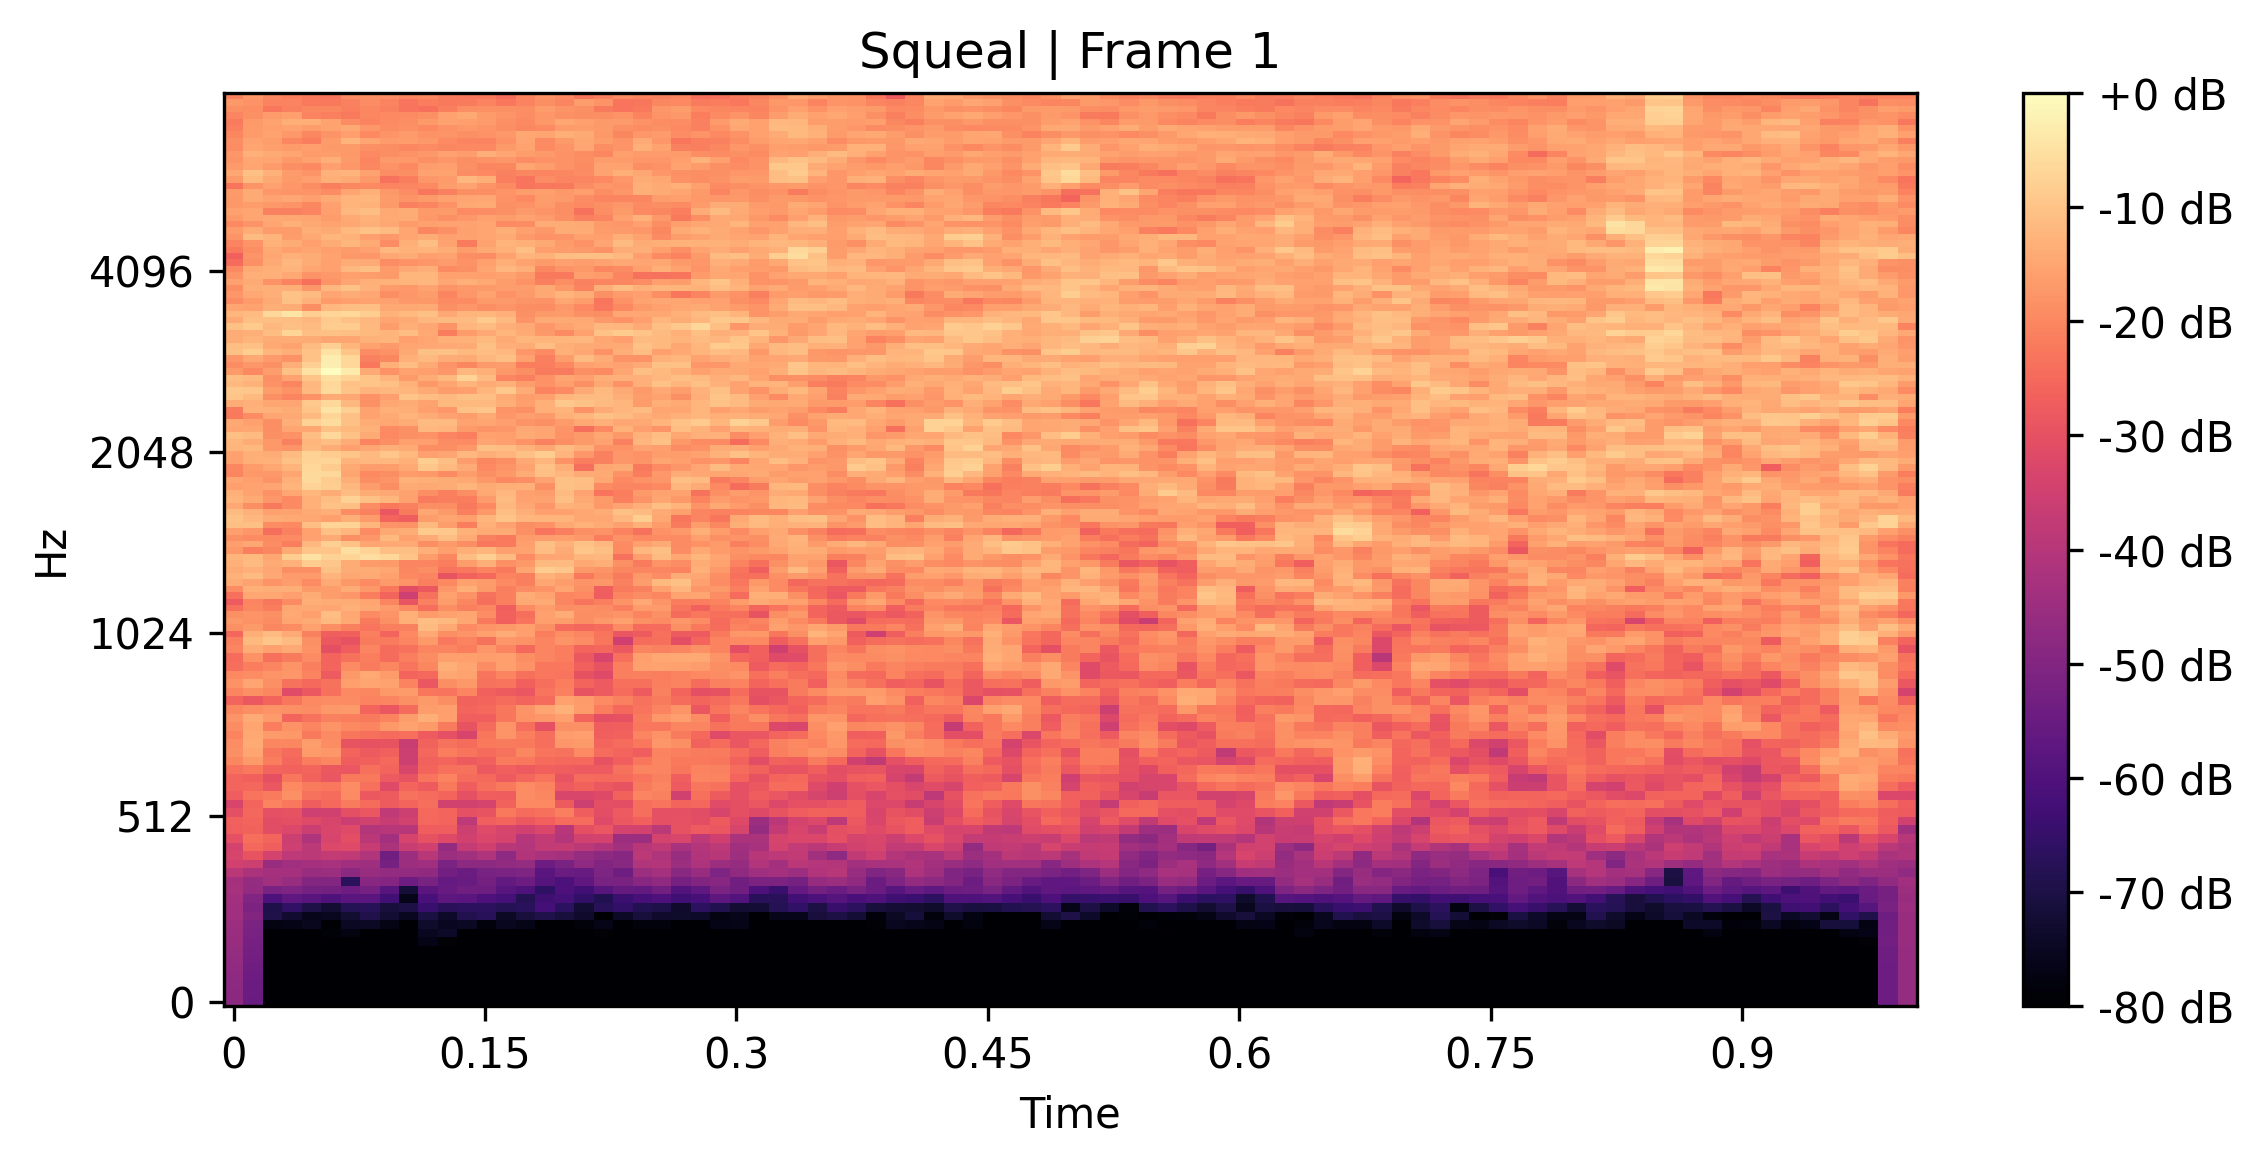 Squeal | Frame 1
+0 dB
-10 dB
-20 dB
-30 dB
-40 dB
-50 dB
-60 dB
-70 dB
-80 dB
Hz
4096
2048
1024
512
0
0 0.15 0.3 0.45 0.6 0.75 0.9
Time